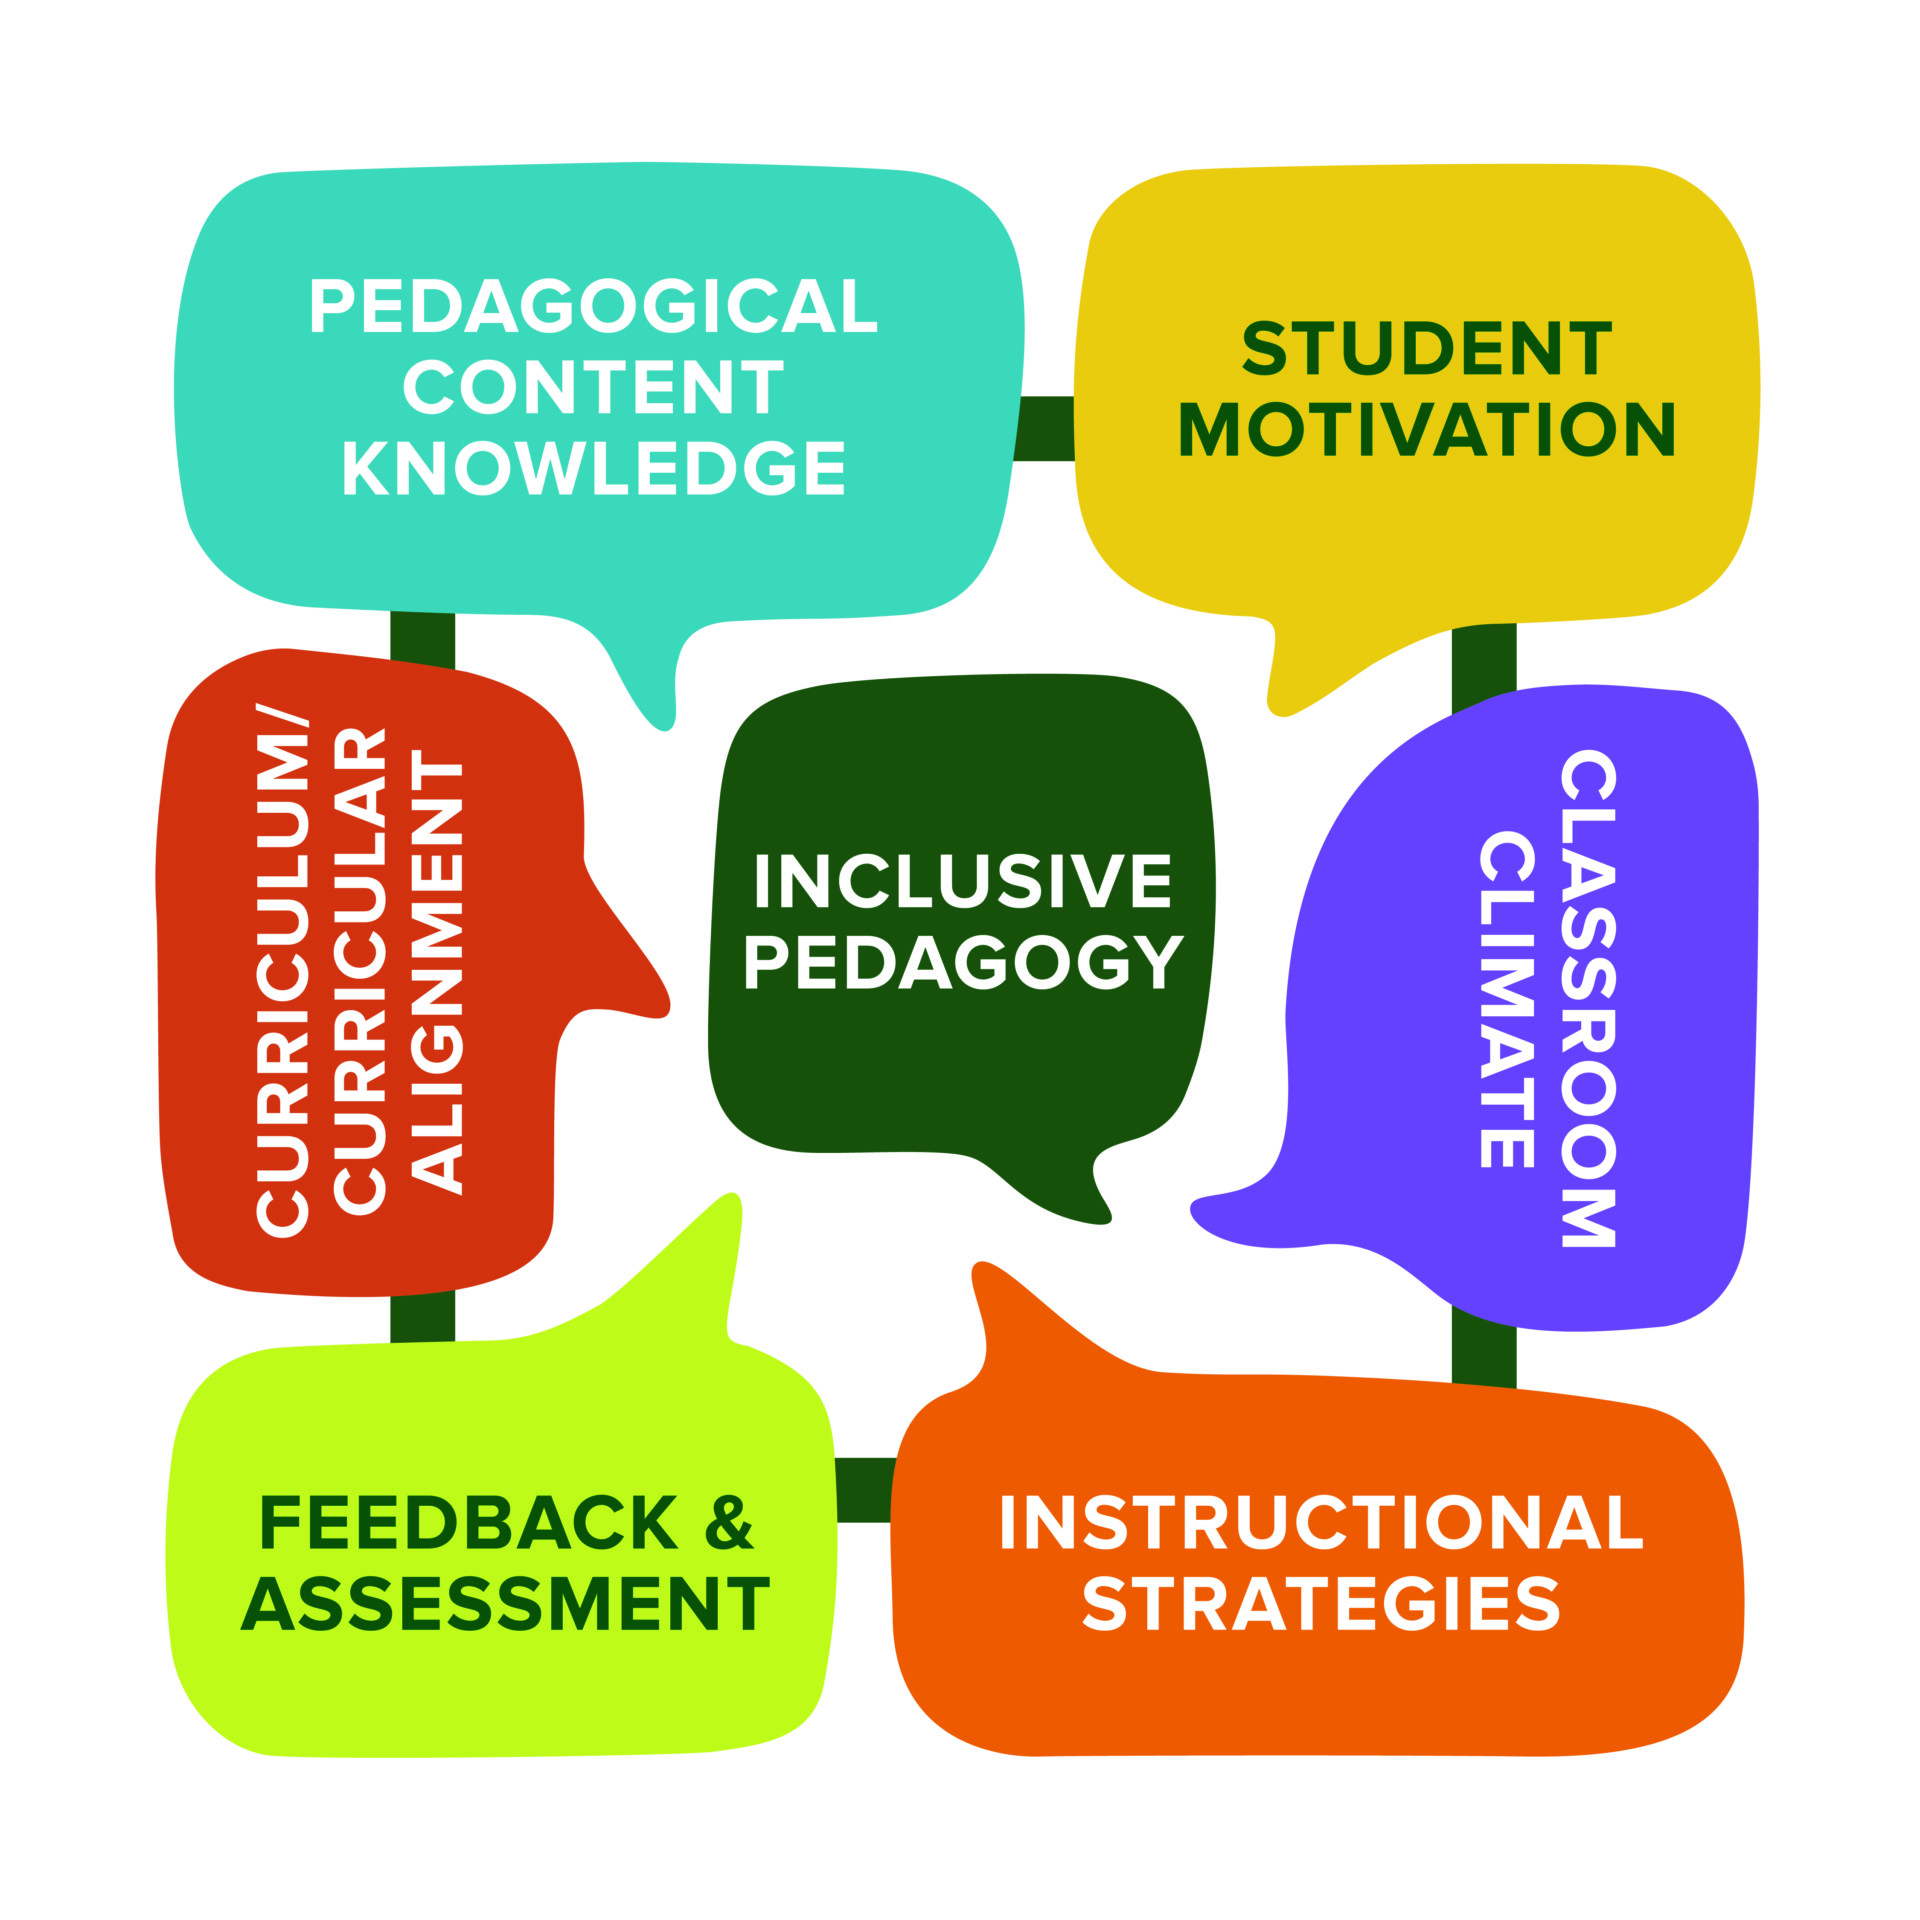 PEDAGOGICAL
CONTENT
KNOWLEDGE
STUDENT
MOTIVATION
CURRICULUM/
CURRICULAR
ALIGNMENT
INCLUSIVE
PEDAGOGY
CLASSROOM
CLIMATE
FEEDBACK &
ASSESSMENT
INSTRUCTIONAL
STRATEGIES